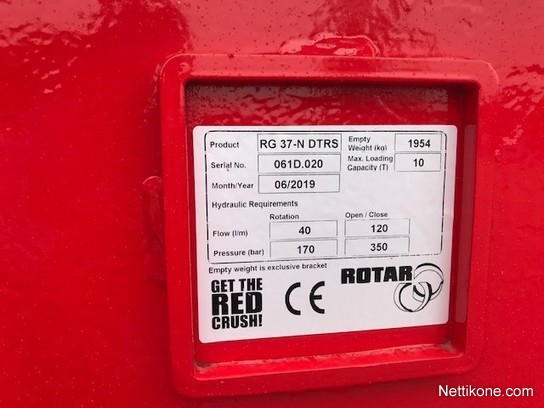 Product RG 37-N DTRS Empty Weight (kg) 1954
Serial No. 061D.020 Max. Loading Capacity (T) 10
Month/Year 06/2019
Hydraulic Requirements
Rotation Open / Close
Flow (l/m) 40 120
Pressure (bar) 170 350
Empty weight is exclusive bracket
GET THE
RED
CRUSH!
CE
ROTAR
Nettikone.com